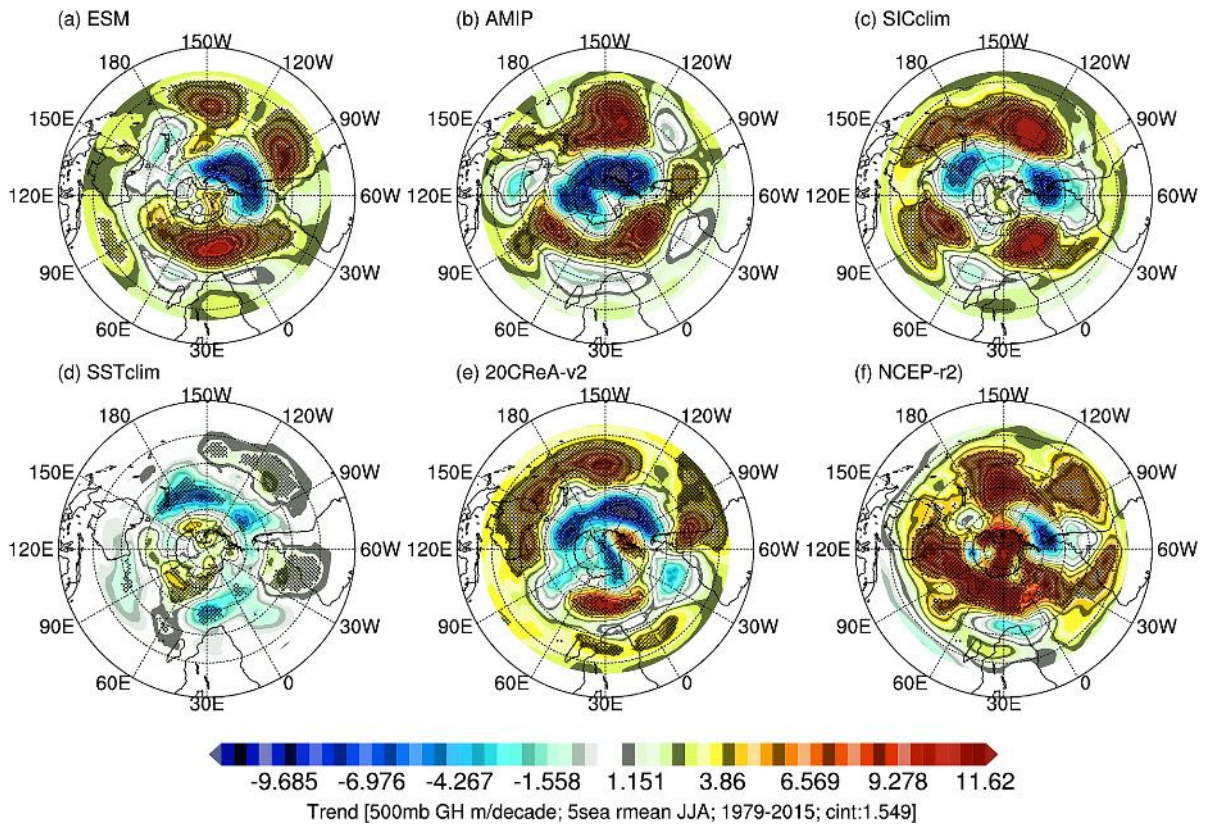 (a) ESM
(b) AMIP
(c) SICclim
150W
180
120W
150E
90W
120E
60W
90E
30W
60E
0
30E
150W
180
120W
150E
90W
120E
60W
90E
30W
60E
0
30E
150W
180
120W
150E
90W
120E
60W
90E
30W
60E
0
30E
(d) SSTclim
(e) 20CReA-v2
(f) NCEP-r2)
150W
180
120W
150E
90W
120E
60W
90E
30W
60E
0
30E
150W
180
120W
150E
90W
120E
60W
90E
30W
60E
0
30E
150W
180
120W
150E
90W
120E
60W
90E
30W
60E
0
30E
-9.685 -6.976 -4.267 -1.558 1.151 3.86 6.569 9.278 11.62
Trend [500mb GH m/decade; 5sea rmean JJA; 1979-2015; cint:1.549]